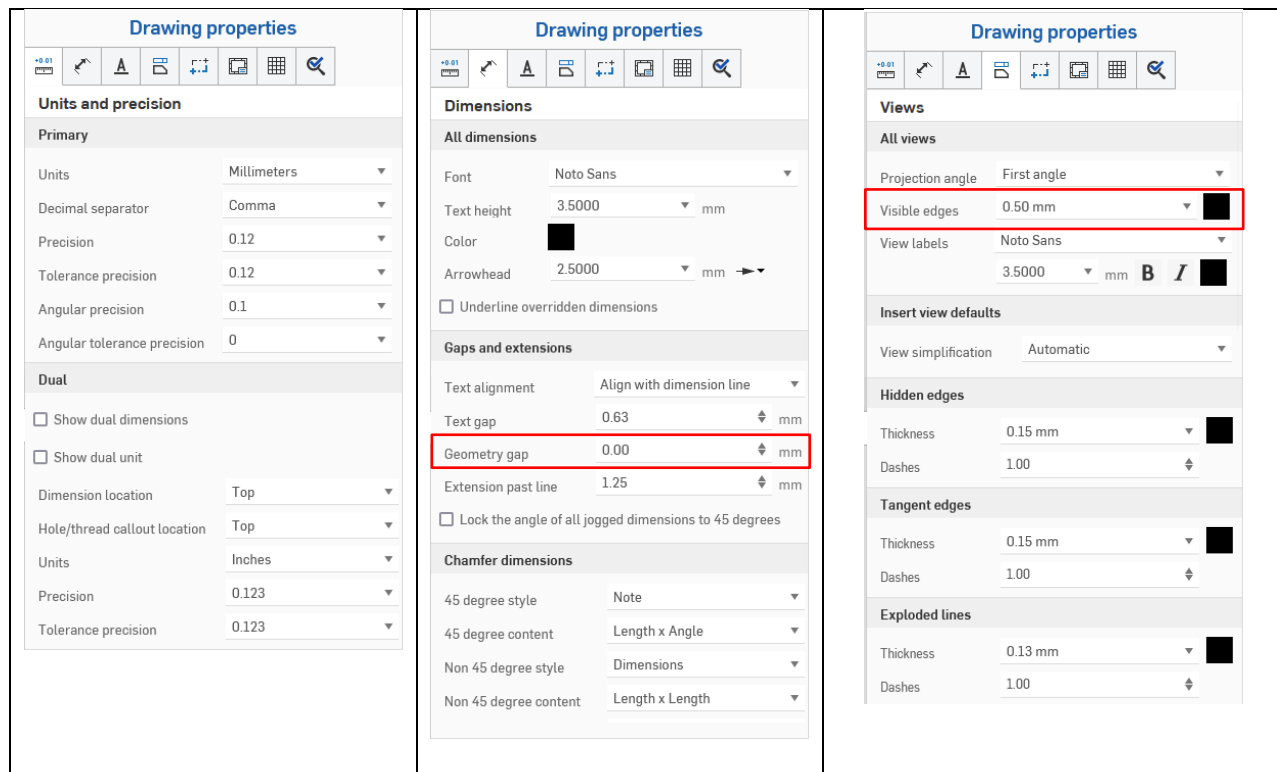 Drawing properties
+0.01
A
Units and precision
Primary
Units Millimeters
Decimal separator Comma
Precision 0.12
Tolerance precision 0.12
Angular precision 0.1
Angular tolerance precision 0
Dual
Show dual dimensions
Show dual unit
Dimension location Top
Hole/thread callout location Top
Units Inches
Precision 0.123
Tolerance precision 0.123
Drawing properties
+0.01
A
Dimensions
All dimensions
Font Noto Sans
Text height 3.5000 mm
Color
Arrowhead 2.5000 mm
Underline overridden dimensions
Gaps and extensions
Text alignment Align with dimension line
Text gap 0.63 mm
Geometry gap 0.00 mm
Extension past line 1.25 mm
Lock the angle of all jogged dimensions to 45 degrees
Chamfer dimensions
45 degree style Note
45 degree content Length x Angle
Non 45 degree style Dimensions
Non 45 degree content Length x Length
Drawing properties
+0.01
A
Views
All views
Projection angle First angle
Visible edges 0.50 mm
View labels Noto Sans
3.5000 mm B I
Insert view defaults
View simplification Automatic
Hidden edges
Thickness 0.15 mm
Dashes 1.00
Tangent edges
Thickness 0.15 mm
Dashes 1.00
Exploded lines
Thickness 0.13 mm
Dashes 1.00